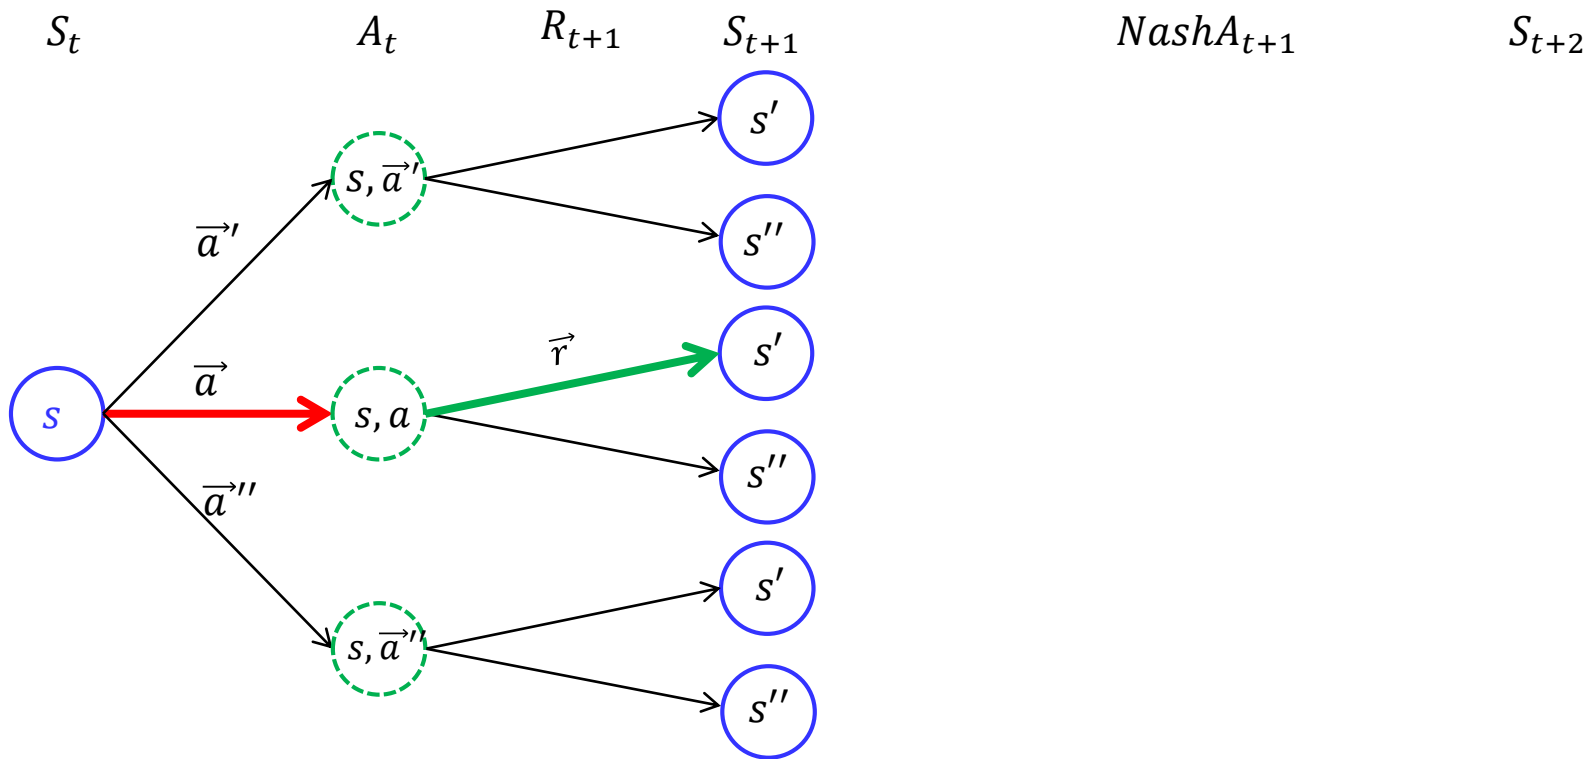 S_t A_t R_{t+1} S_{t+1} NashA_{t+1} S_{t+2}
s′
s, a⃗′
a⃗′
s″
r⃗
s′
a⃗
s
s, a
s″
a⃗″
s′
s, a⃗″
s″